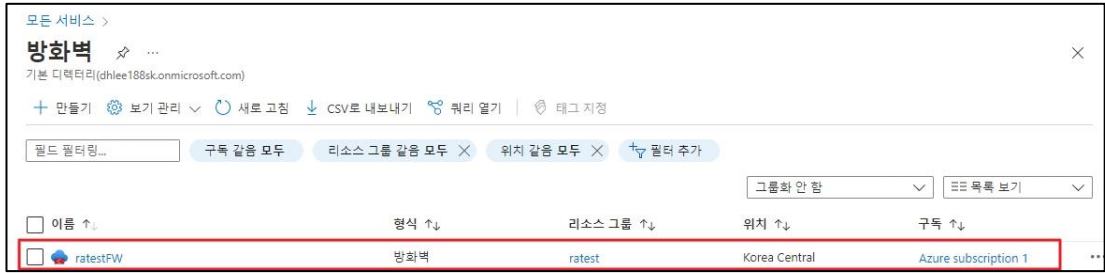 모든 서비스 >
방화벽 ...
기본 디렉터리(dhlee188sk.onmicrosoft.com)
만들기 보기 관리 새로 고침 CSV로 내보내기 쿼리 열기 태그 지정
필드 필터링... 구독 같음 모두 리소스 그룹 같음 모두 위치 같음 모두 필터 추가
그룹화 안 함 목록 보기
이름 ↑↓ 형식 ↑↓ 리소스 그룹 ↑↓ 위치 ↑↓ 구독 ↑↓
ratestFW 방화벽 ratest Korea Central Azure subscription 1 ...